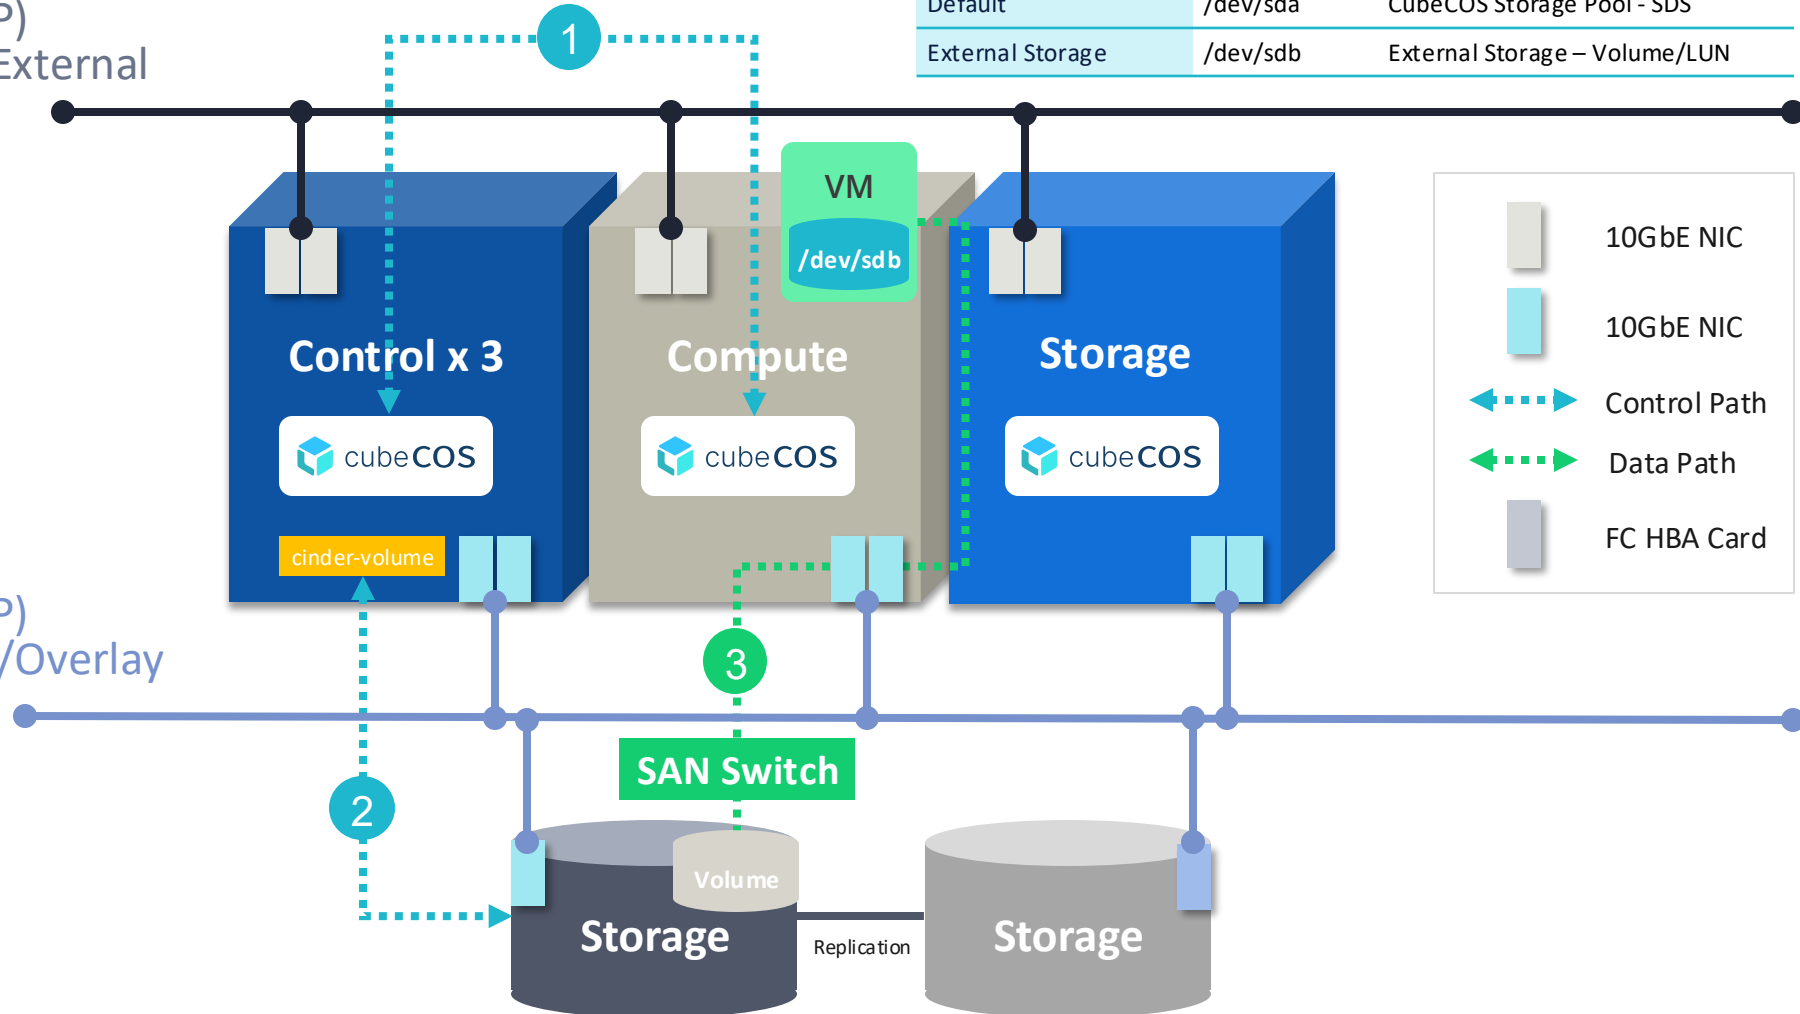 P)
External
Default /dev/sda CubeCOS Storage Pool - SDS
External Storage /dev/sdb External Storage – Volume/LUN
1
VM
/dev/sdb
Control x 3
Compute
Storage
cubeCOS
cubeCOS
cubeCOS
cinder-volume
10GbE NIC
10GbE NIC
Control Path
Data Path
FC HBA Card
P)
/Overlay
3
SAN Switch
2
Volume
Storage
Replication
Storage